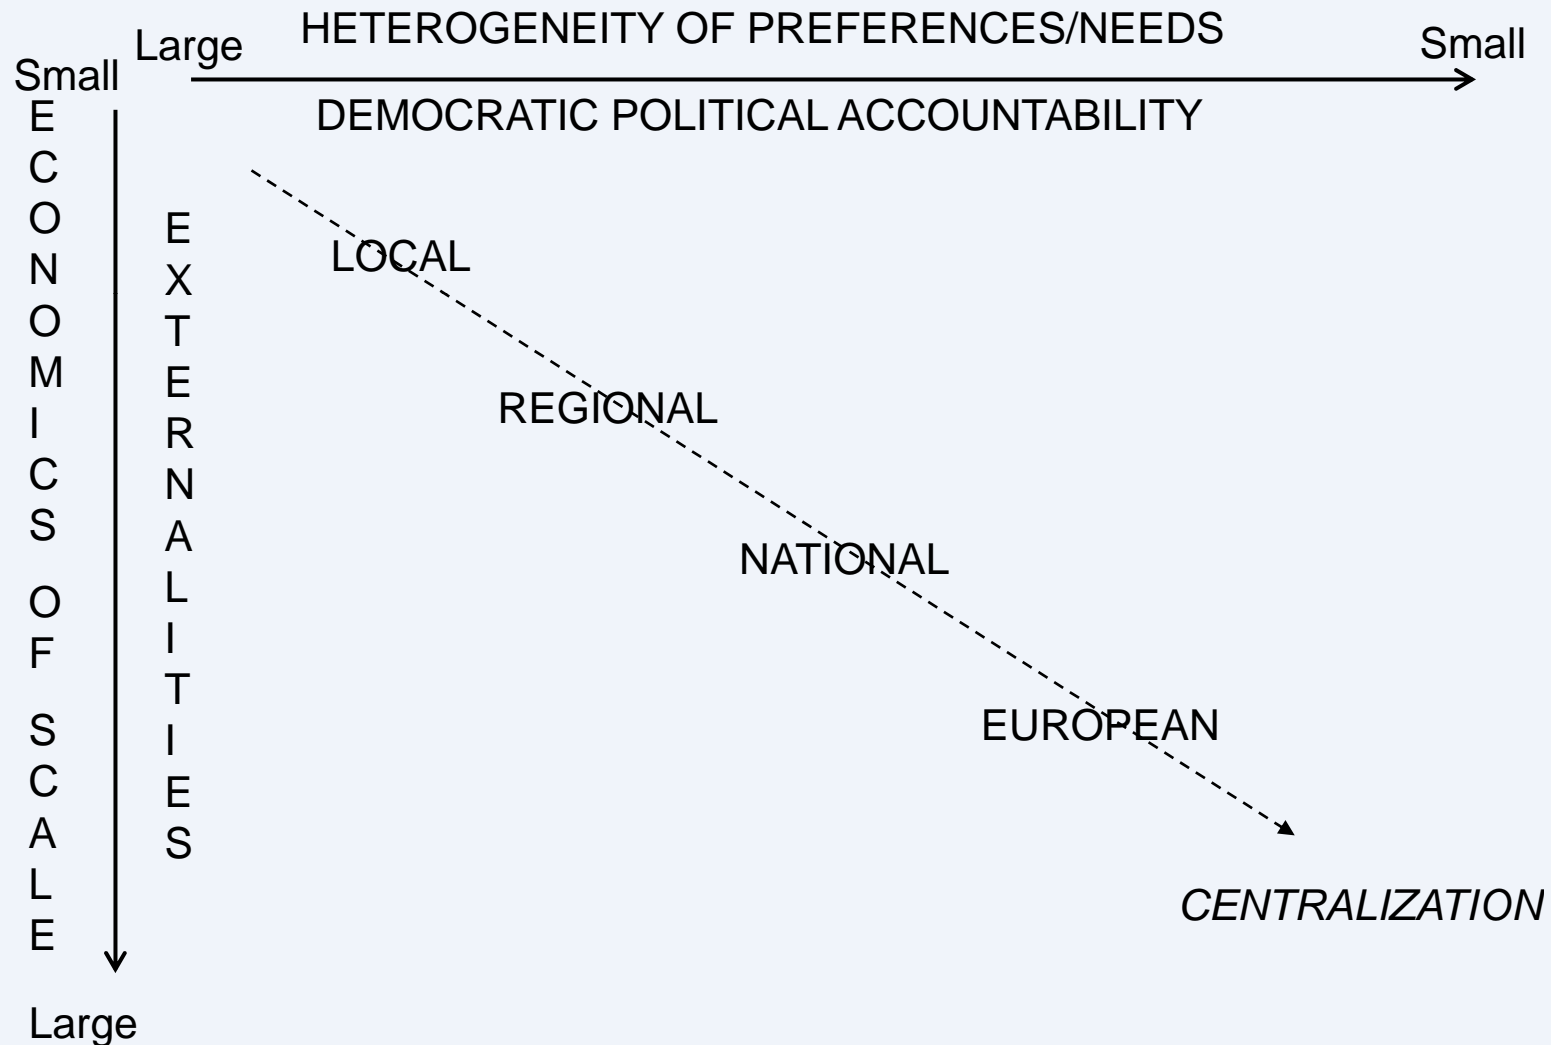 HETEROGENEITY OF PREFERENCES/NEEDS
Large
Small
Small
DEMOCRATIC POLITICAL ACCOUNTABILITY
ECONOMICS OF SCALE
EXTERNALITIES
LOCAL
REGIONAL
NATIONAL
EUROPEAN
CENTRALIZATION
Large